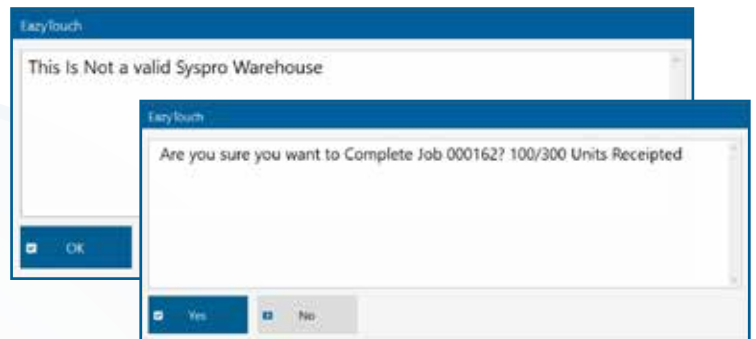 EazyTouch
This Is Not a valid Syspro Warehouse
OK
EazyTouch
Are you sure you want to Complete Job 000162? 100/300 Units Receipted
Yes
No